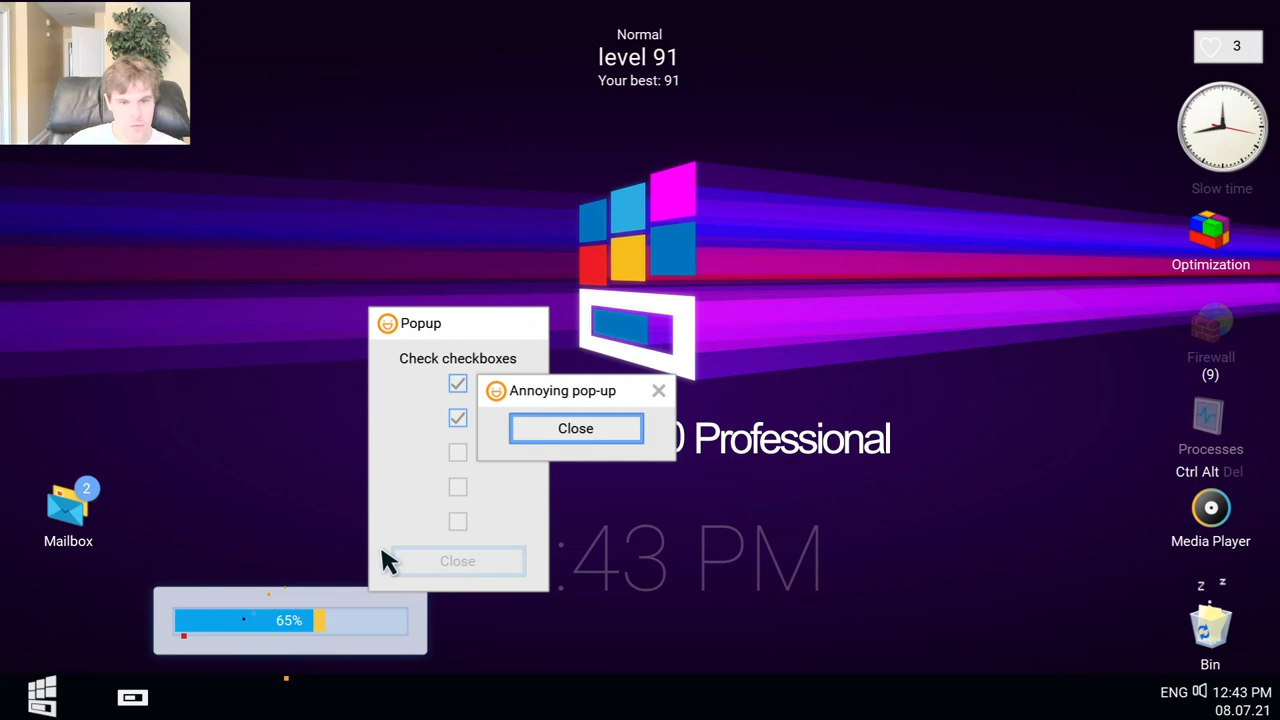 Normal
level 91
Your best: 91
3
Slow time
Optimization
Firewall
(9)
Processes
Ctrl Alt Del
Media Player
z z
Bin
Popup
Check checkboxes
Close
Annoying pop-up
Close
0 Professional
:43 PM
2
Mailbox
65%
ENG 12:43 PM
08.07.21